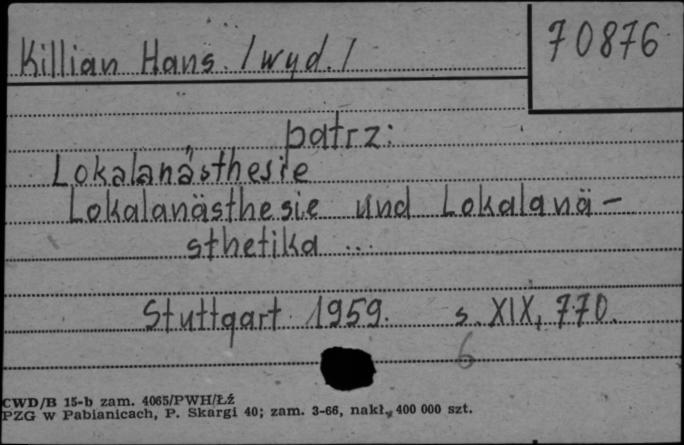 Killian Hans /wyd./
70876
patrz:
Lokalanästhesie
Lokalanästhesie und Lokalanä-
sthetika ...
Stuttgart 1959. s. XIX, 770.
6
CWD/B 15-b zam. 4065/PWH/Łź
PZG w Pabianicach, P. Skargi 40; zam. 3-66, nakł. 400 000 szt.